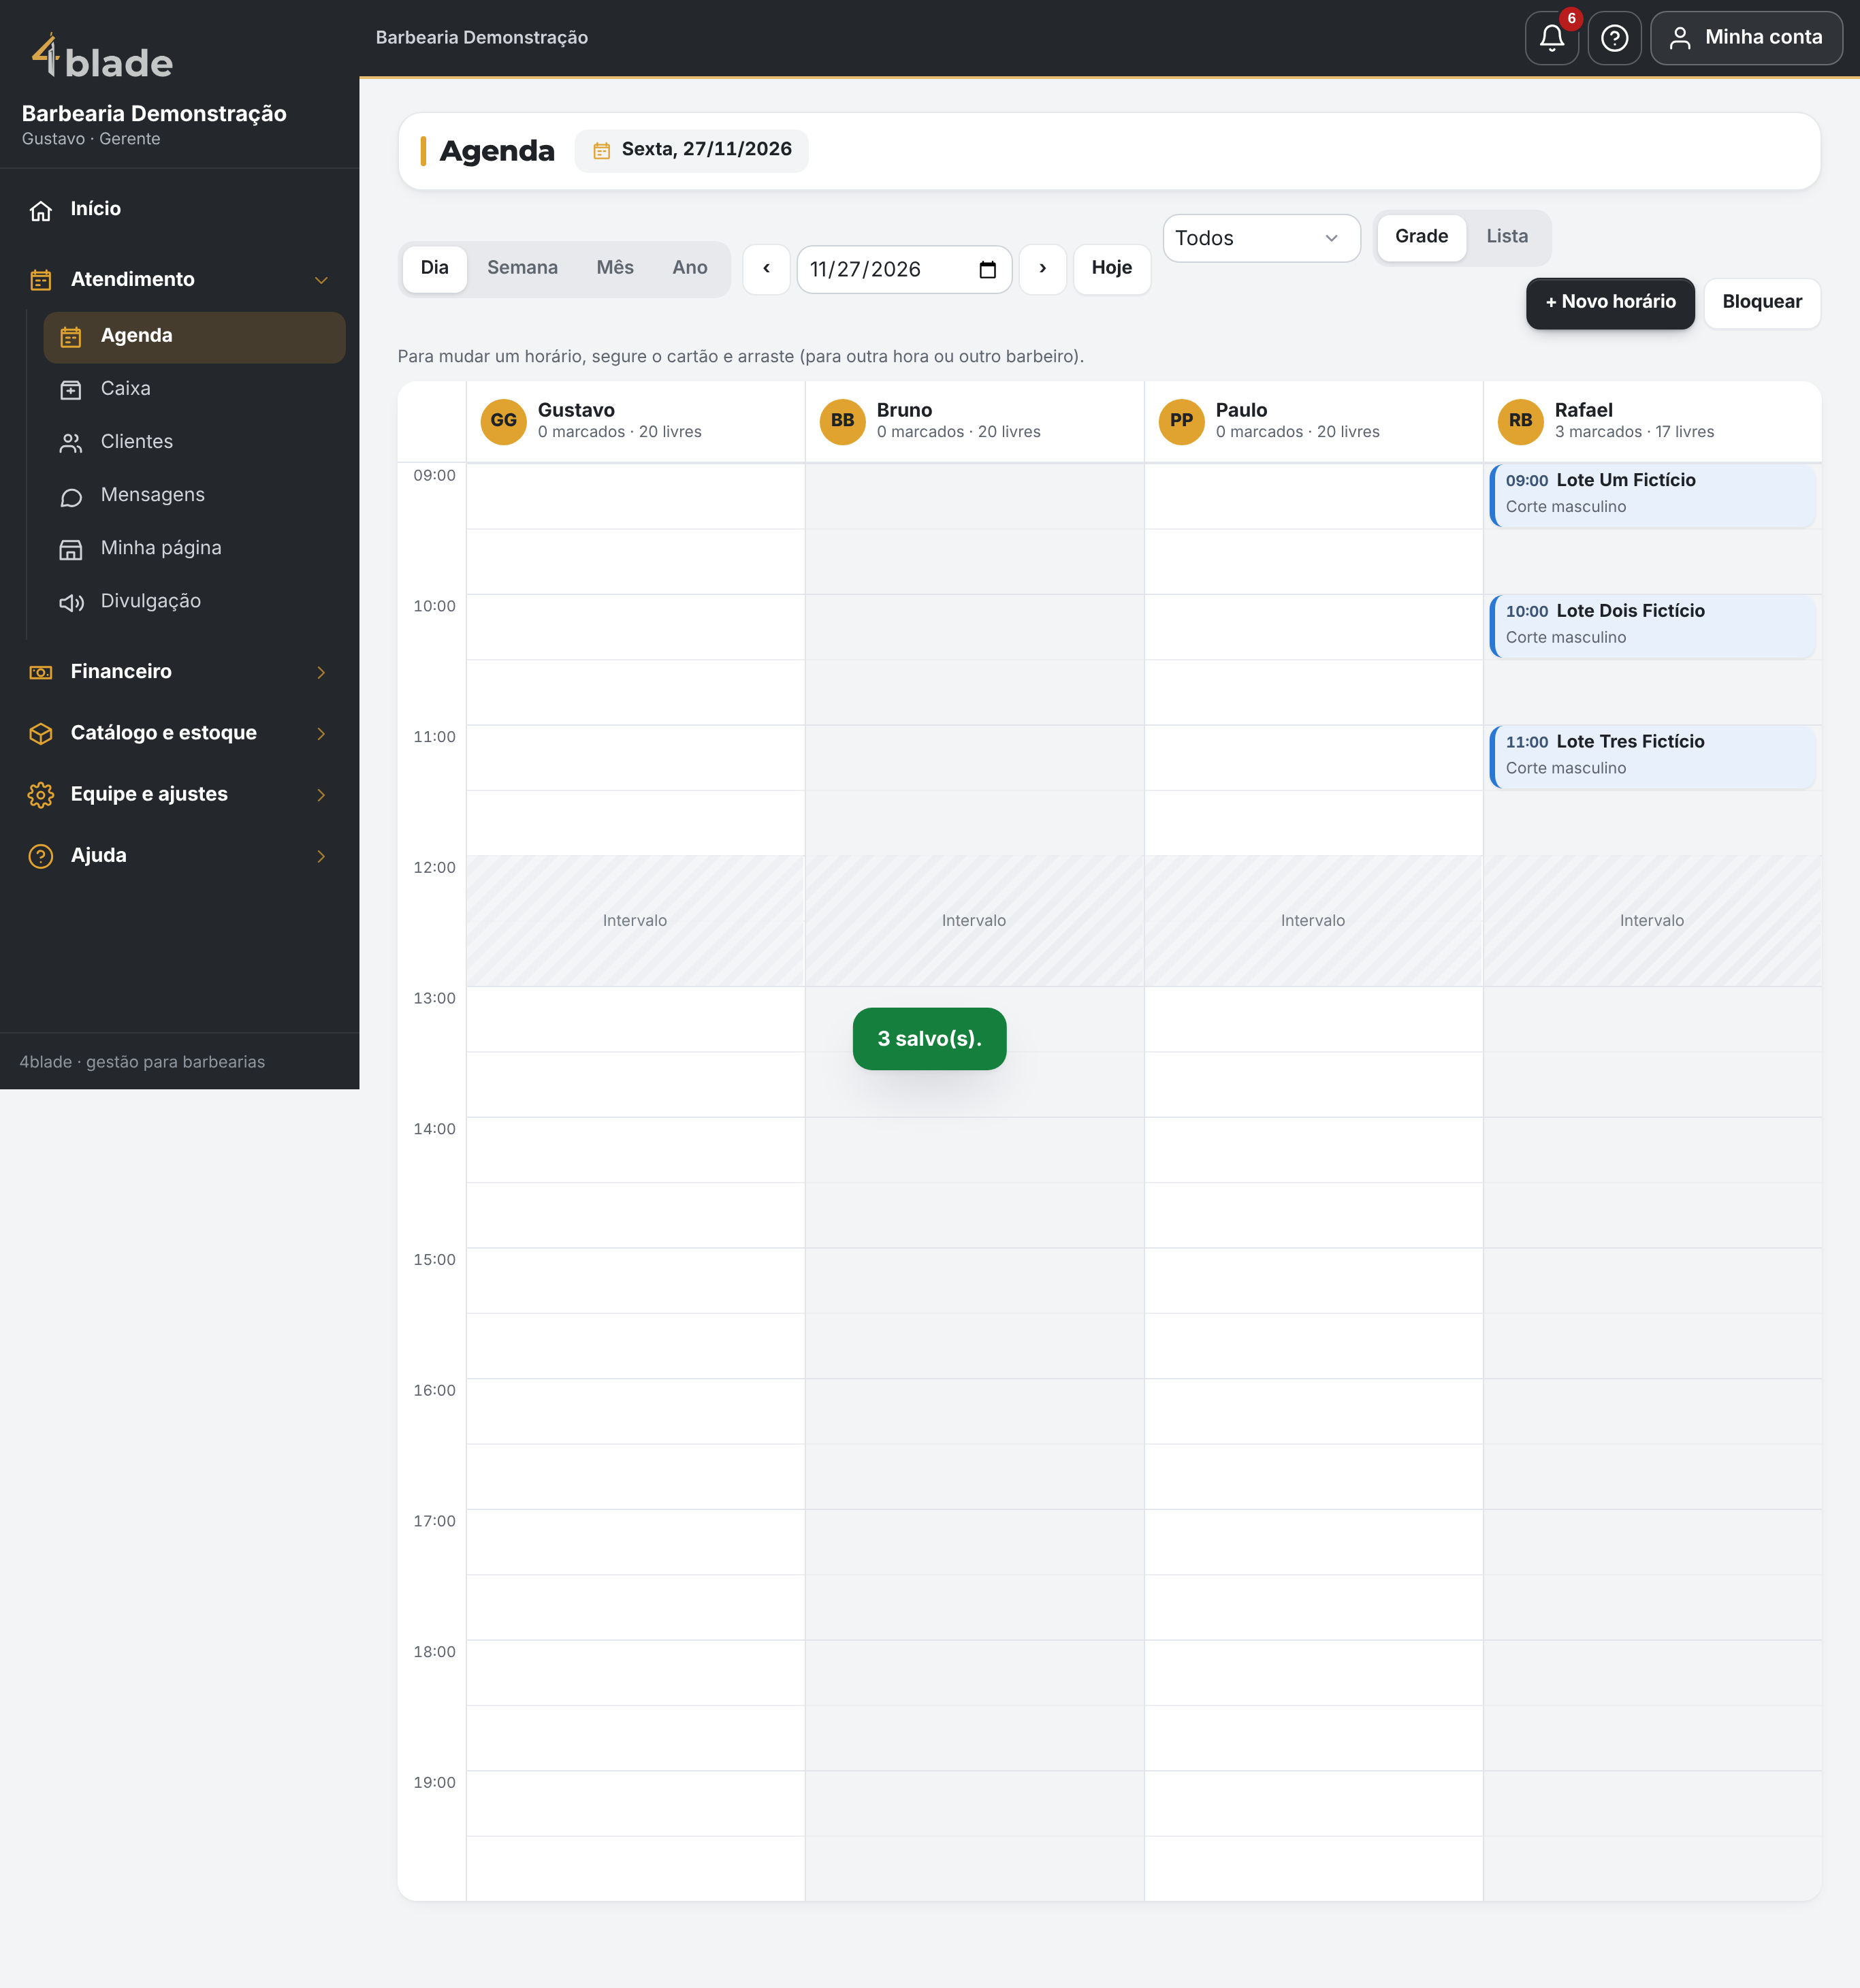 4blade
Barbearia Demonstração
Gustavo · Gerente
Início
Atendimento
Agenda
Caixa
Clientes
Mensagens
Minha página
Divulgação
Financeiro
Catálogo e estoque
Equipe e ajustes
Ajuda
4blade · gestão para barbearias
Barbearia Demonstração
6
Minha conta
Agenda
Sexta, 27/11/2026
Dia Semana Mês Ano
‹ 11/27/2026 › Hoje
Todos
Grade Lista
+ Novo horário Bloquear
Para mudar um horário, segure o cartão e arraste (para outra hora ou outro barbeiro).
GG Gustavo
0 marcados · 20 livres
BB Bruno
0 marcados · 20 livres
PP Paulo
0 marcados · 20 livres
RB Rafael
3 marcados · 17 livres
09:00
09:00 Lote Um Fictício
Corte masculino
10:00
10:00 Lote Dois Fictício
Corte masculino
11:00
11:00 Lote Tres Fictício
Corte masculino
12:00
Intervalo Intervalo Intervalo Intervalo
13:00
3 salvo(s).
14:00
15:00
16:00
17:00
18:00
19:00